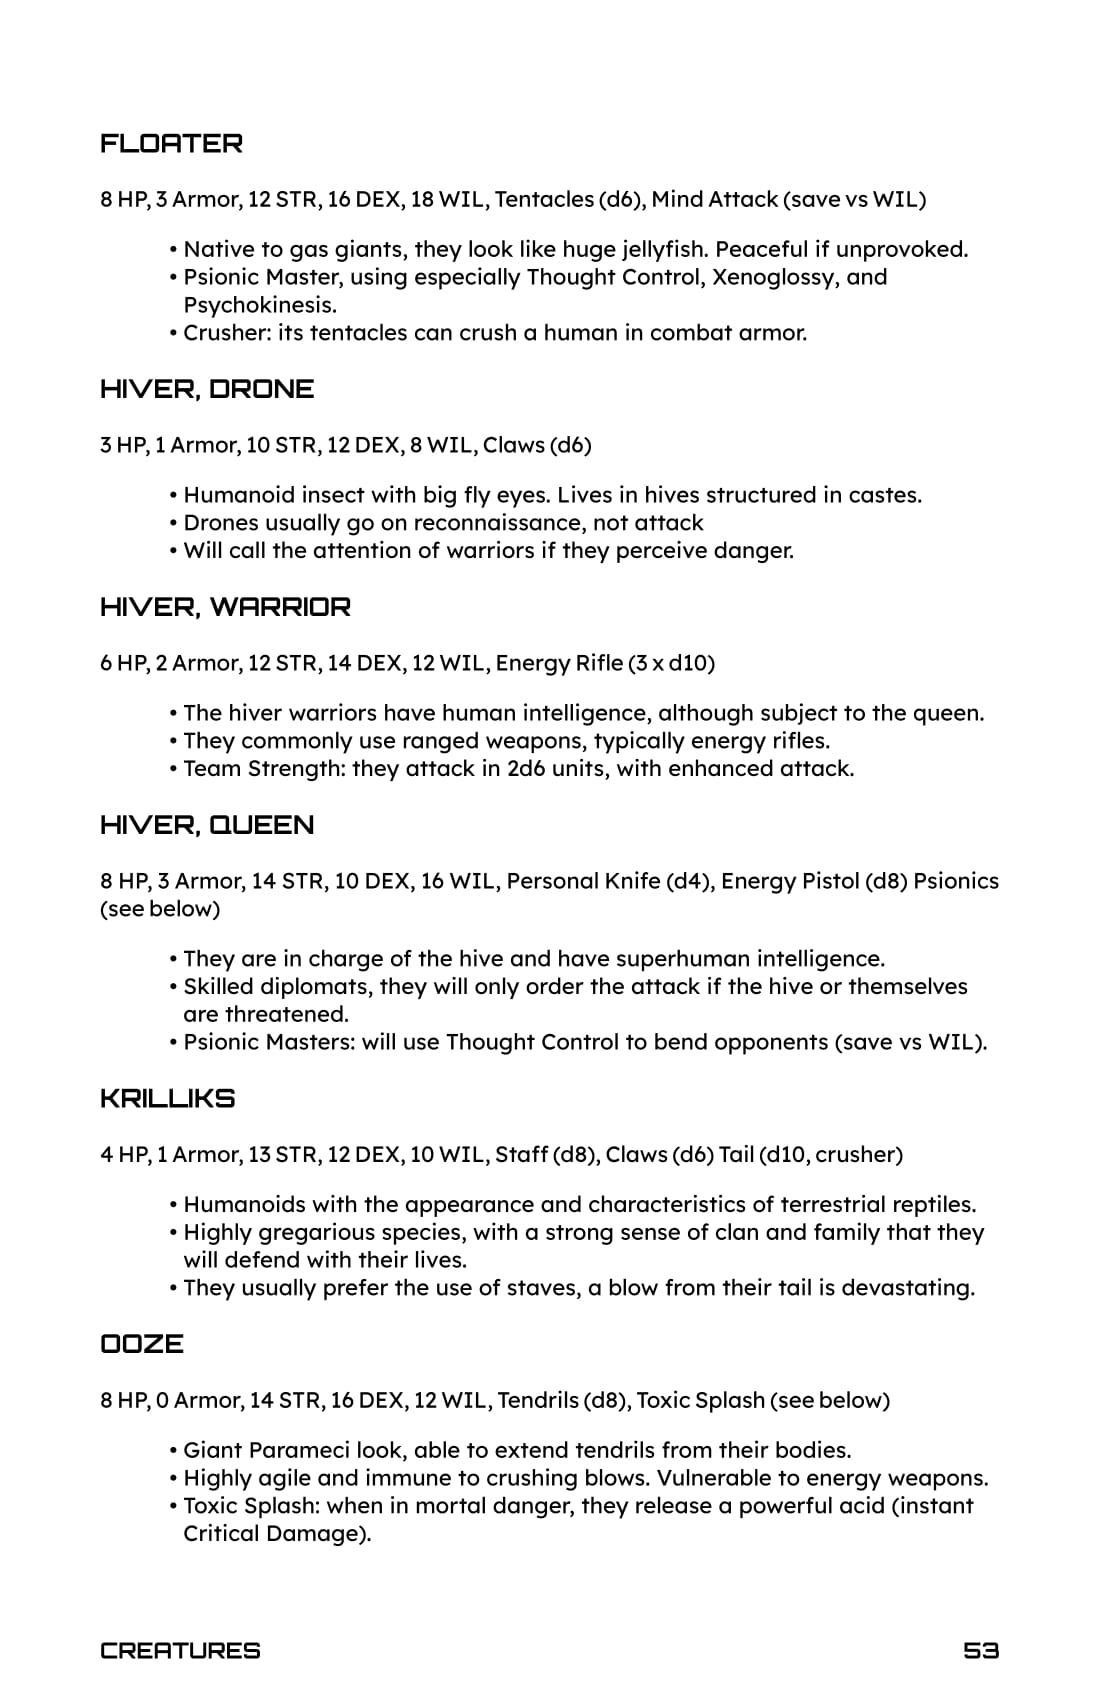 FLOATER
8 HP, 3 Armor, 12 STR, 16 DEX, 18 WIL, Tentacles (d6), Mind Attack (save vs WIL)
• Native to gas giants, they look like huge jellyfish. Peaceful if unprovoked.
• Psionic Master, using especially Thought Control, Xenoglossy, and
Psychokinesis.
• Crusher: its tentacles can crush a human in combat armor.
HIVER, DRONE
3 HP, 1 Armor, 10 STR, 12 DEX, 8 WIL, Claws (d6)
• Humanoid insect with big fly eyes. Lives in hives structured in castes.
• Drones usually go on reconnaissance, not attack
• Will call the attention of warriors if they perceive danger.
HIVER, WARRIOR
6 HP, 2 Armor, 12 STR, 14 DEX, 12 WIL, Energy Rifle (3 x d10)
• The hiver warriors have human intelligence, although subject to the queen.
• They commonly use ranged weapons, typically energy rifles.
• Team Strength: they attack in 2d6 units, with enhanced attack.
HIVER, QUEEN
8 HP, 3 Armor, 14 STR, 10 DEX, 16 WIL, Personal Knife (d4), Energy Pistol (d8) Psionics
(see below)
• They are in charge of the hive and have superhuman intelligence.
• Skilled diplomats, they will only order the attack if the hive or themselves
are threatened.
• Psionic Masters: will use Thought Control to bend opponents (save vs WIL).
KRILLIKS
4 HP, 1 Armor, 13 STR, 12 DEX, 10 WIL, Staff (d8), Claws (d6) Tail (d10, crusher)
• Humanoids with the appearance and characteristics of terrestrial reptiles.
• Highly gregarious species, with a strong sense of clan and family that they
will defend with their lives.
• They usually prefer the use of staves, a blow from their tail is devastating.
OOZE
8 HP, 0 Armor, 14 STR, 16 DEX, 12 WIL, Tendrils (d8), Toxic Splash (see below)
• Giant Parameci look, able to extend tendrils from their bodies.
• Highly agile and immune to crushing blows. Vulnerable to energy weapons.
• Toxic Splash: when in mortal danger, they release a powerful acid (instant
Critical Damage).
CREATURES 53